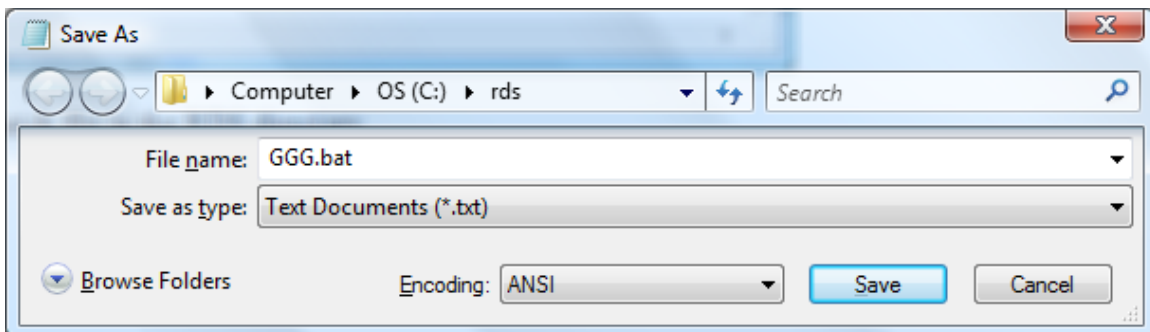 Save As
Computer OS (C:) rds Search
File name: GGG.bat
Save as type: Text Documents (*.txt)
Browse Folders Encoding: ANSI Save Cancel